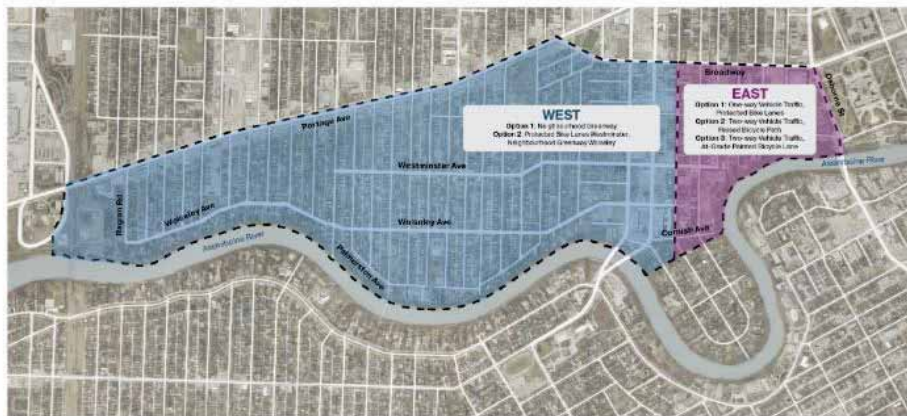 Broadway
Osborne St
WEST
Option 1: Neighbourhood Greenway
Option 2: Protected Bike Lanes Westminster,
Neighbourhood Greenway Wolseley
EAST
Option 1: One-way Vehicle Traffic,
Protected Bike Lanes
Option 2: Two-way Vehicle Traffic,
Raised Bicycle Path
Option 3: Two-way Vehicle Traffic,
At-Grade Painted Bicycle Lane
Portage Ave
Assiniboine River
Westminster Ave
Raglan Rd
Wolseley Ave
Wolseley Ave
Cornish Ave
Assiniboine River
Palmerston Ave